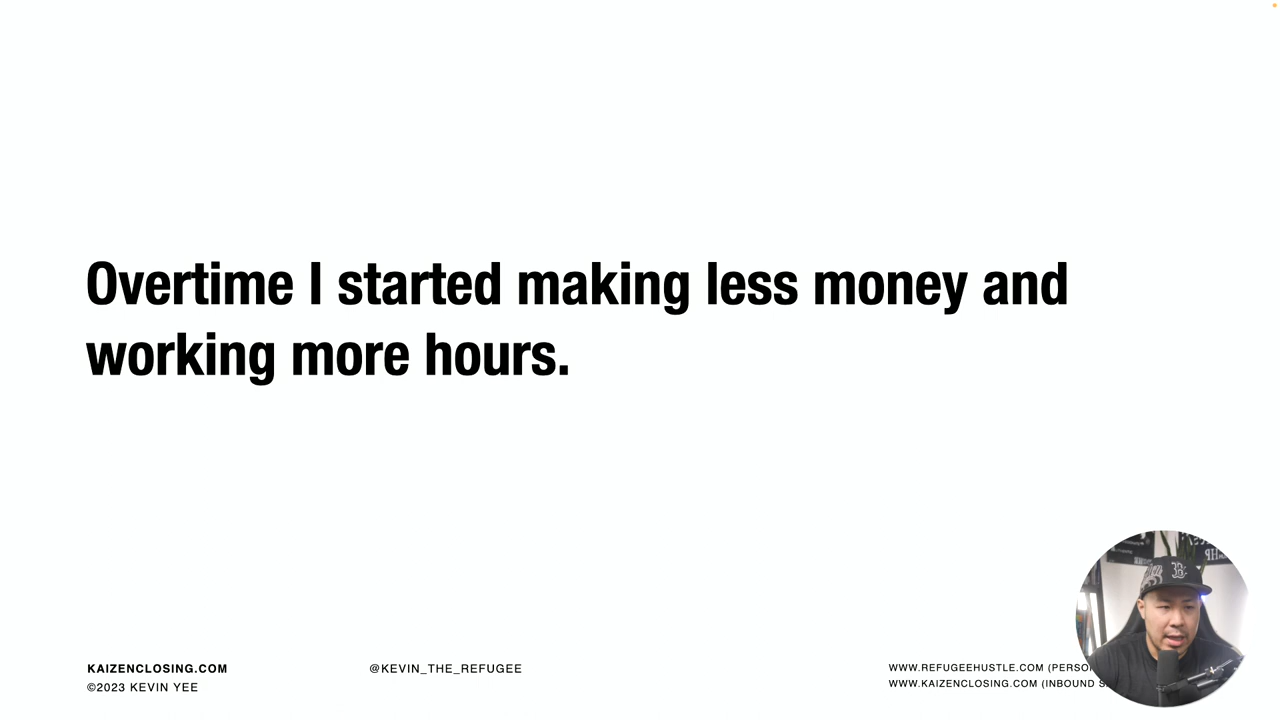 Overtime I started making less money and
working more hours.
KAIZENCLOSING.COM
©2023 KEVIN YEE
@KEVIN_THE_REFUGEE
WWW.REFUGEEHUSTLE.COM
WWW.KAIZENCLOSING.COM (INBOUND